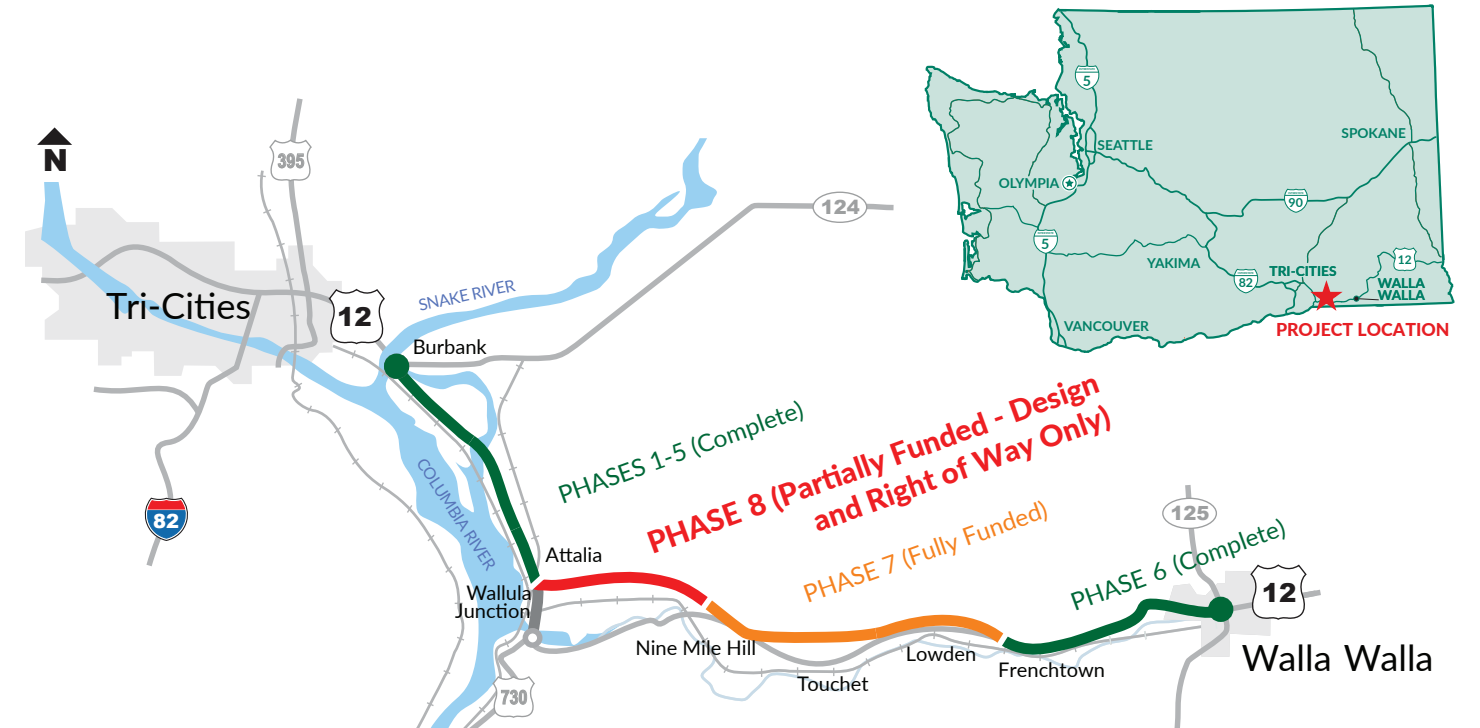 N
395
124
Tri-Cities
12
SNAKE RIVER
Burbank
82
COLUMBIA RIVER
PHASES 1-5 (Complete)
PHASE 8 (Partially Funded - Design
and Right of Way Only)
PHASE 7 (Fully Funded)
PHASE 6 (Complete)
125
12
Attalia
Wallula
Junction
730
Nine Mile Hill
Touchet
Lowden
Frenchtown
Walla Walla
5
SEATTLE
SPOKANE
OLYMPIA
90
5
YAKIMA
82
TRI-CITIES
12
WALLA
WALLA
VANCOUVER
PROJECT LOCATION